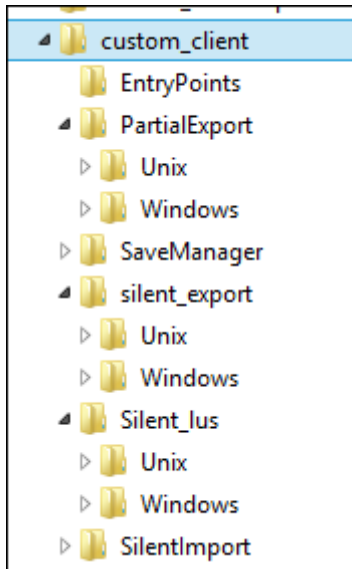 custom_client
EntryPoints
PartialExport
Unix
Windows
SaveManager
silent_export
Unix
Windows
Silent_lus
Unix
Windows
SilentImport